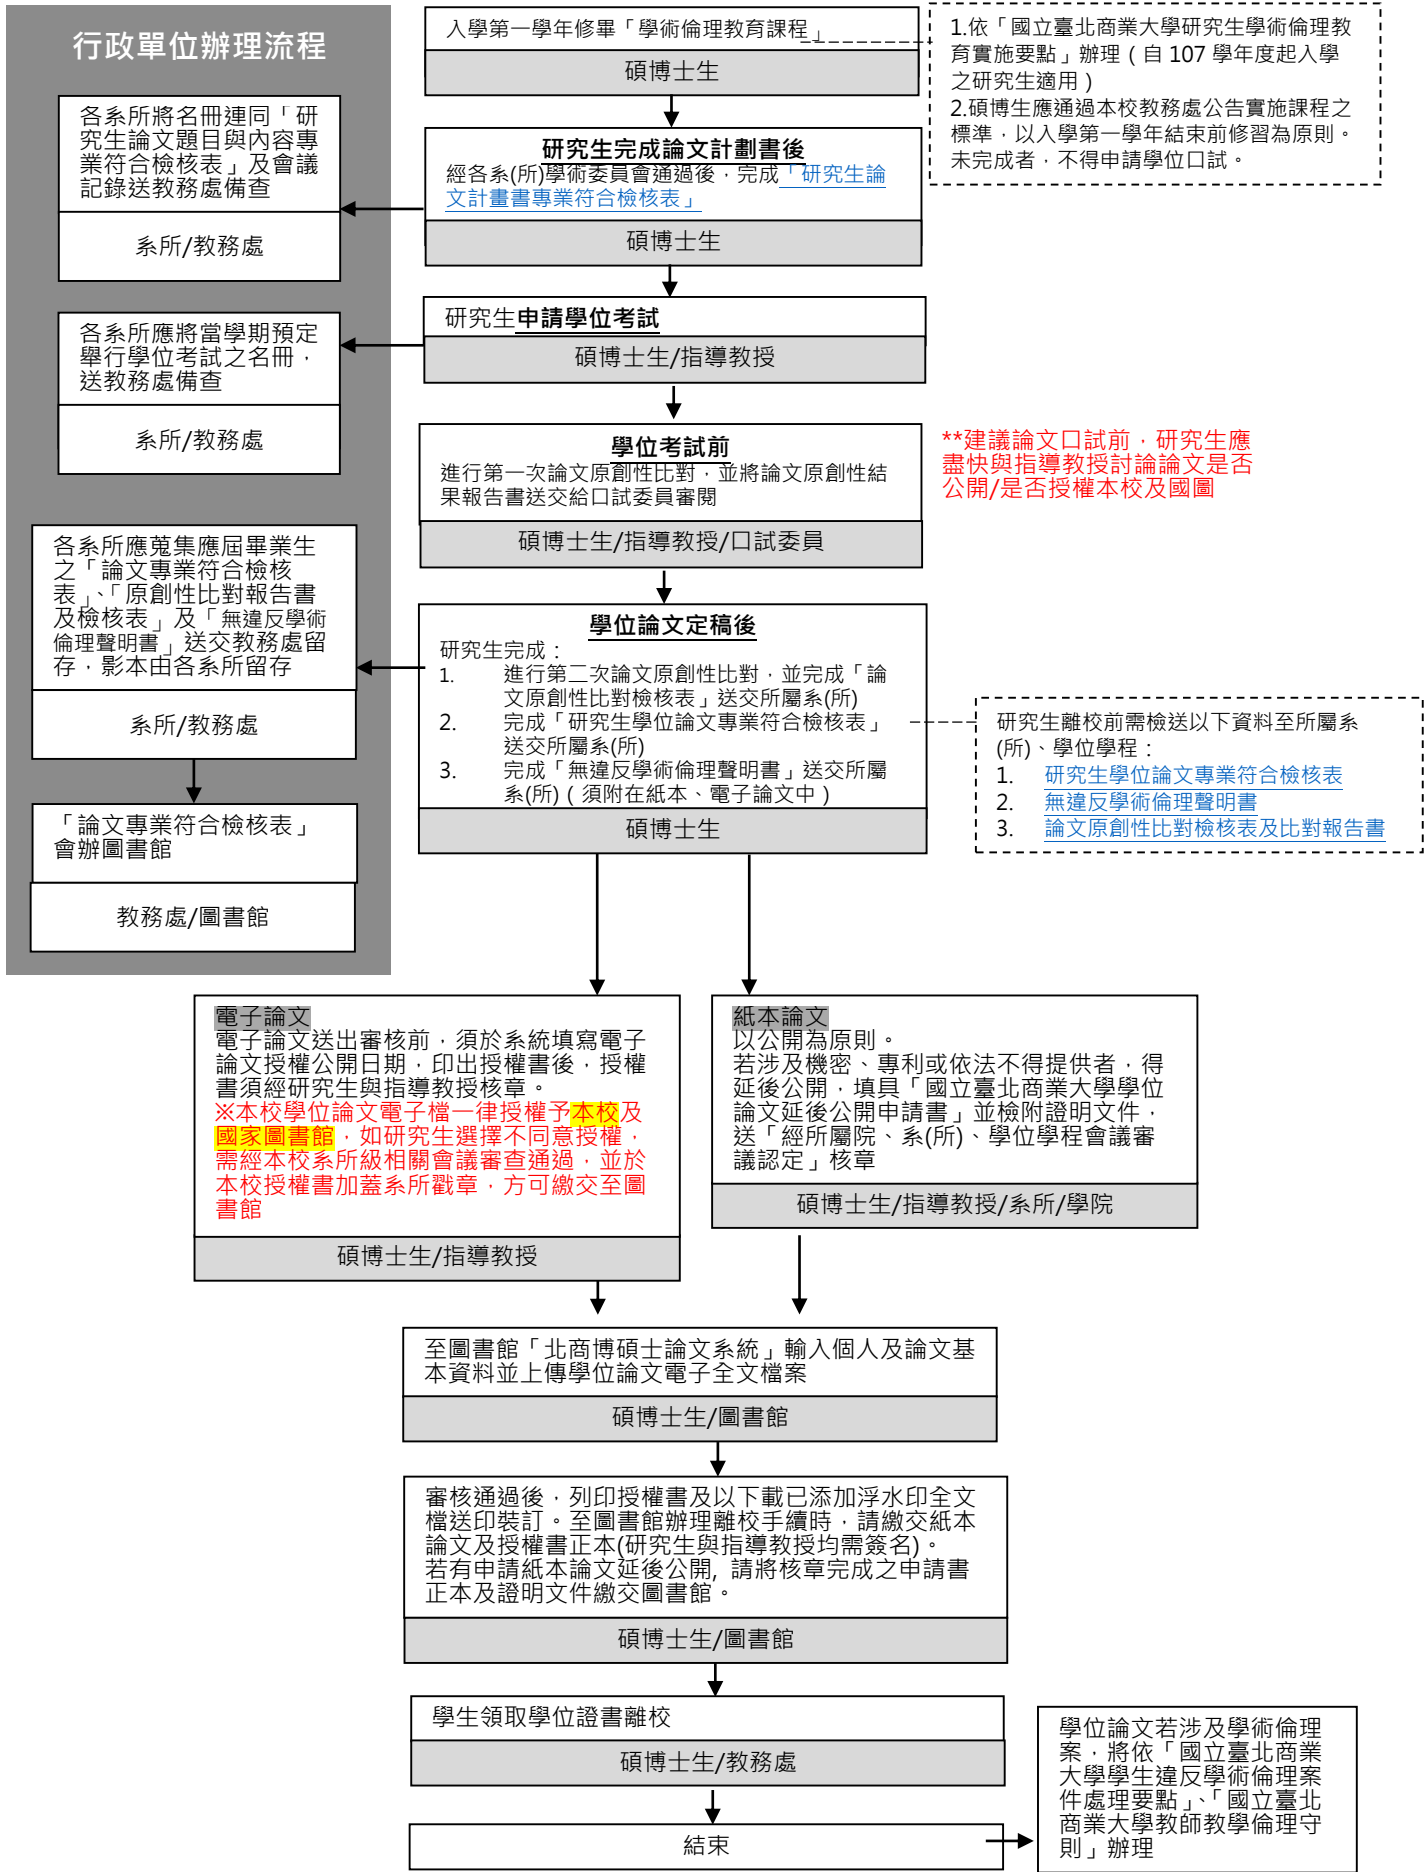 行政單位辦理流程
各系所將名冊連同「研
究生論文題目與內容專
業符合檢核表」及會議
記錄送教務處備查
系所/教務處
各系所應將當學期預定
舉行學位考試之名冊，
送教務處備查
系所/教務處
各系所應蒐集應屆畢業生
之「論文專業符合檢核
表」、「原創性比對報告書
及檢核表」及「無違反學術
倫理聲明書」送交教務處留
存，影本由各系所留存
系所/教務處
「論文專業符合檢核表」
會辦圖書館
教務處/圖書館
入學第一學年修畢「學術倫理教育課程」
碩博士生
1.依「國立臺北商業大學研究生學術倫理教
育實施要點」辦理（自 107 學年度起入學
之研究生適用）
2.碩博生應通過本校教務處公告實施課程之
標準，以入學第一學年結束前修習為原則。
未完成者，不得申請學位口試。
研究生完成論文計劃書後
經各系(所)學術委員會通過後，完成「研究生論
文計畫書專業符合檢核表」
碩博士生
研究生申請學位考試
碩博士生/指導教授
學位考試前
進行第一次論文原創性比對，並將論文原創性結
果報告書送交給口試委員審閱
碩博士生/指導教授/口試委員
**建議論文口試前，研究生應
盡快與指導教授討論論文是否
公開/是否授權本校及國圖
學位論文定稿後
研究生完成：
1. 進行第二次論文原創性比對，並完成「論
文原創性比對檢核表」送交所屬系(所)
2. 完成「研究生學位論文專業符合檢核表」
送交所屬系(所)
3. 完成「無違反學術倫理聲明書」送交所屬
系(所)（須附在紙本、電子論文中）
碩博士生
研究生離校前需檢送以下資料至所屬系
(所)、學位學程：
1. 研究生學位論文專業符合檢核表
2. 無違反學術倫理聲明書
3. 論文原創性比對檢核表及比對報告書
電子論文
電子論文送出審核前，須於系統填寫電子
論文授權公開日期，印出授權書後，授權
書須經研究生與指導教授核章。
※本校學位論文電子檔一律授權予本校及
國家圖書館，如研究生選擇不同意授權，
需經本校系所級相關會議審查通過，並於
本校授權書加蓋系所戳章，方可繳交至圖
書館
碩博士生/指導教授
紙本論文
以公開為原則。
若涉及機密、專利或依法不得提供者，得
延後公開，填具「國立臺北商業大學學位
論文延後公開申請書」並檢附證明文件，
送「經所屬院、系(所)、學位學程會議審
議認定」核章
碩博士生/指導教授/系所/學院
至圖書館「北商博碩士論文系統」輸入個人及論文基
本資料並上傳學位論文電子全文檔案
碩博士生/圖書館
審核通過後，列印授權書及以下載已添加浮水印全文
檔送印裝訂。至圖書館辦理離校手續時，請繳交紙本
論文及授權書正本(研究生與指導教授均需簽名)。
若有申請紙本論文延後公開, 請將核章完成之申請書
正本及證明文件繳交圖書館。
碩博士生/圖書館
學生領取學位證書離校
碩博士生/教務處
結束
學位論文若涉及學術倫理
案，將依「國立臺北商業
大學學生違反學術倫理案
件處理要點」、「國立臺北
商業大學教師教學倫理守
則」辦理